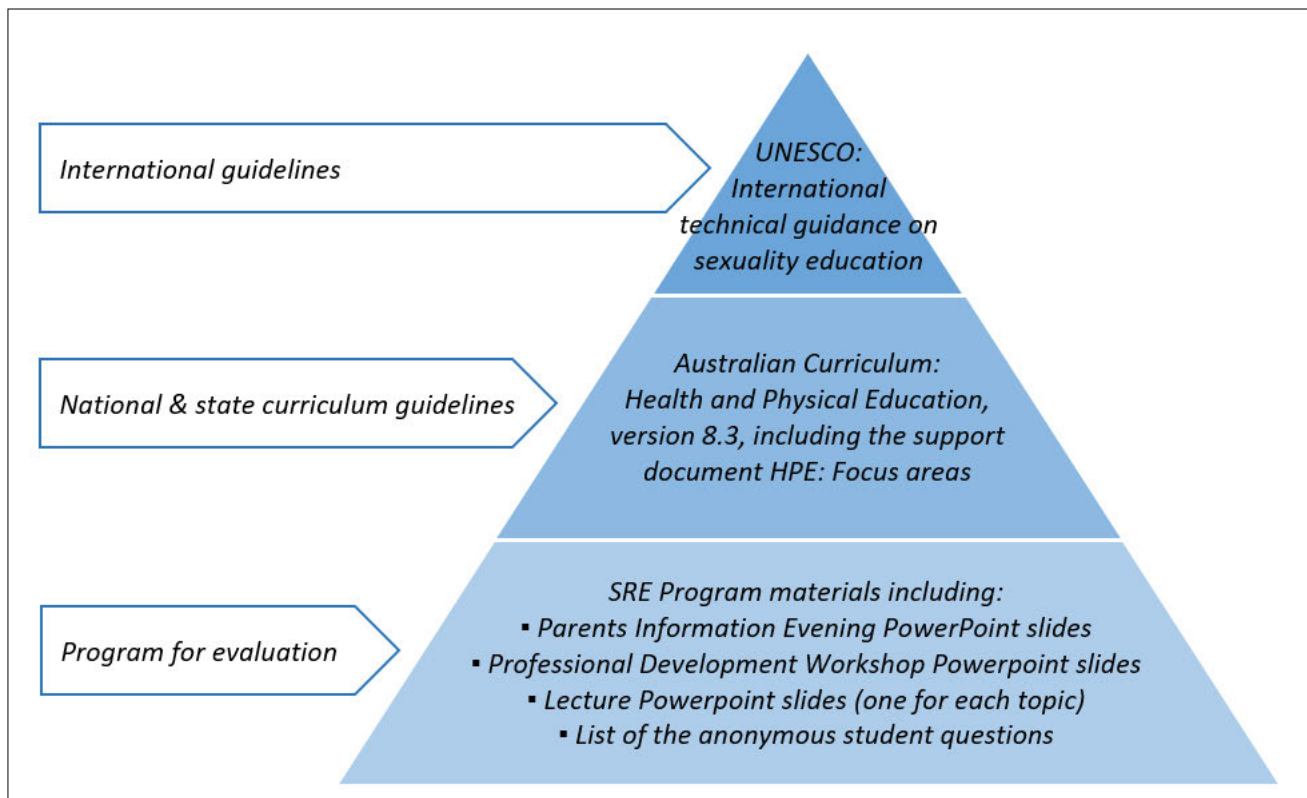 International guidelines
UNESCO:
International
technical guidance on
sexuality education
National & state curriculum guidelines
Australian Curriculum:
Health and Physical Education,
version 8.3, including the support
document HPE: Focus areas
Program for evaluation
SRE Program materials including:
▪ Parents Information Evening PowerPoint slides
▪ Professional Development Workshop Powerpoint slides
▪ Lecture Powerpoint slides (one for each topic)
▪ List of the anonymous student questions